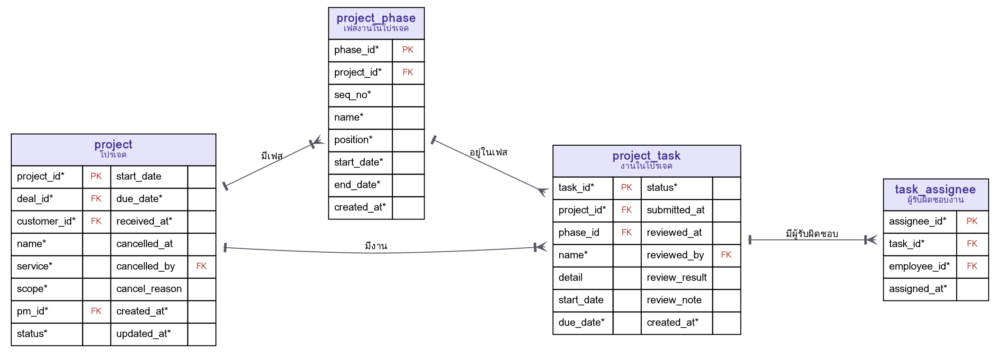 project_phase
เฟสงานในโปรเจค
phase_id* PK
project_id* FK
seq_no*
name*
position*
start_date*
end_date*
created_at*
project
โปรเจค
project_id* PK start_date
deal_id* FK due_date*
customer_id* FK received_at*
name* cancelled_at
service* cancelled_by FK
scope* cancel_reason
pm_id* FK created_at*
status* updated_at*
มีเฟส
อยู่ในเฟส
มีงาน
project_task
งานในโปรเจค
task_id* PK status*
project_id* FK submitted_at
phase_id FK reviewed_at
name* reviewed_by FK
detail review_result
start_date review_note
due_date* created_at*
มีผู้รับผิดชอบ
task_assignee
ผู้รับผิดชอบงาน
assignee_id* PK
task_id* FK
employee_id* FK
assigned_at*